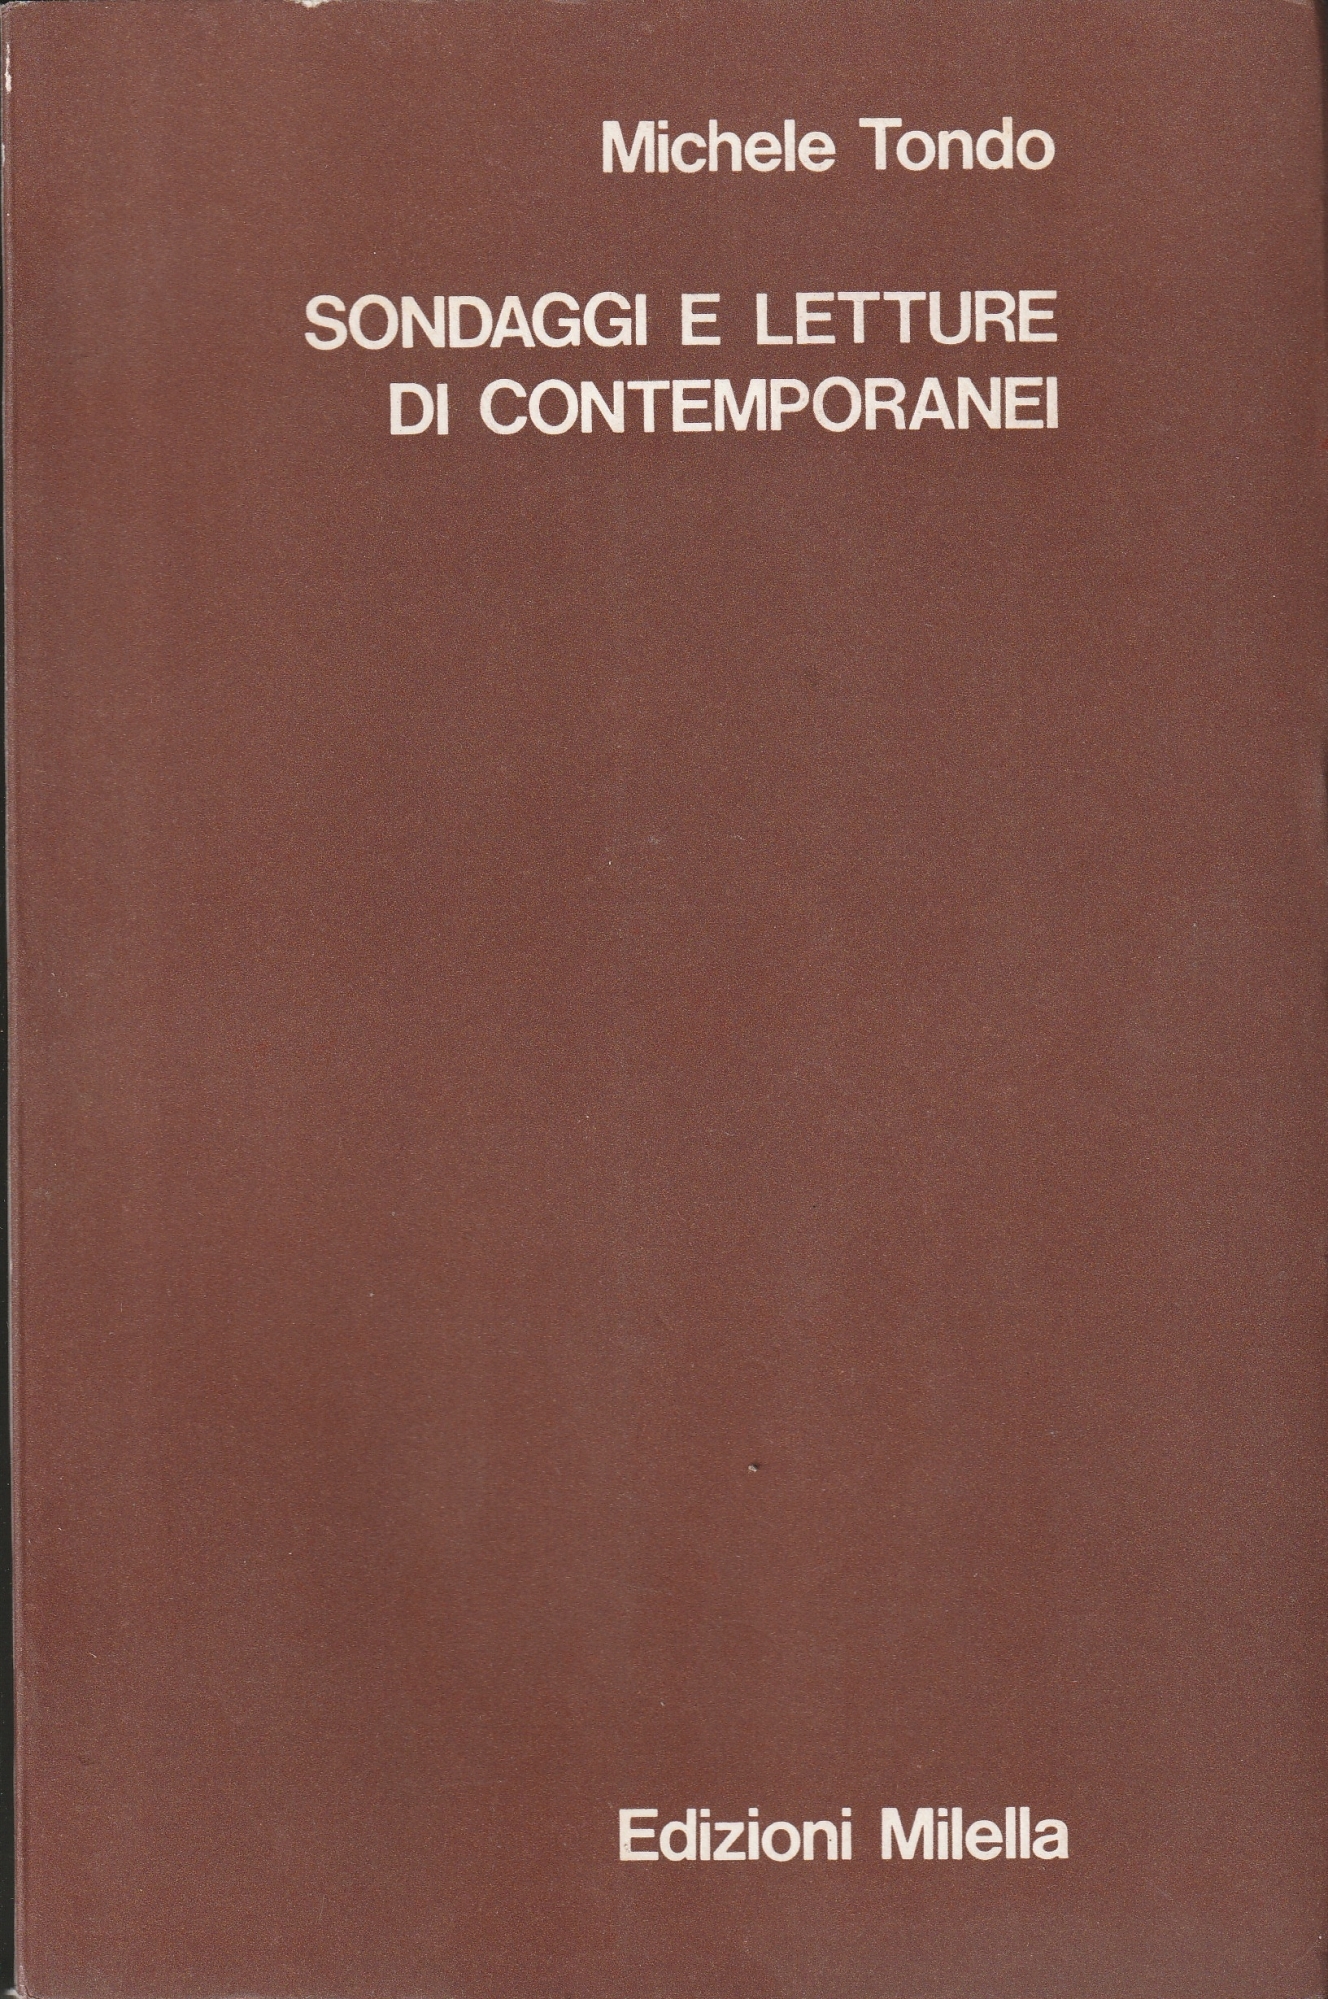 Michele Tondo
SONDAGGI E LETTURE
DI CONTEMPORANEI
Edizioni Milella